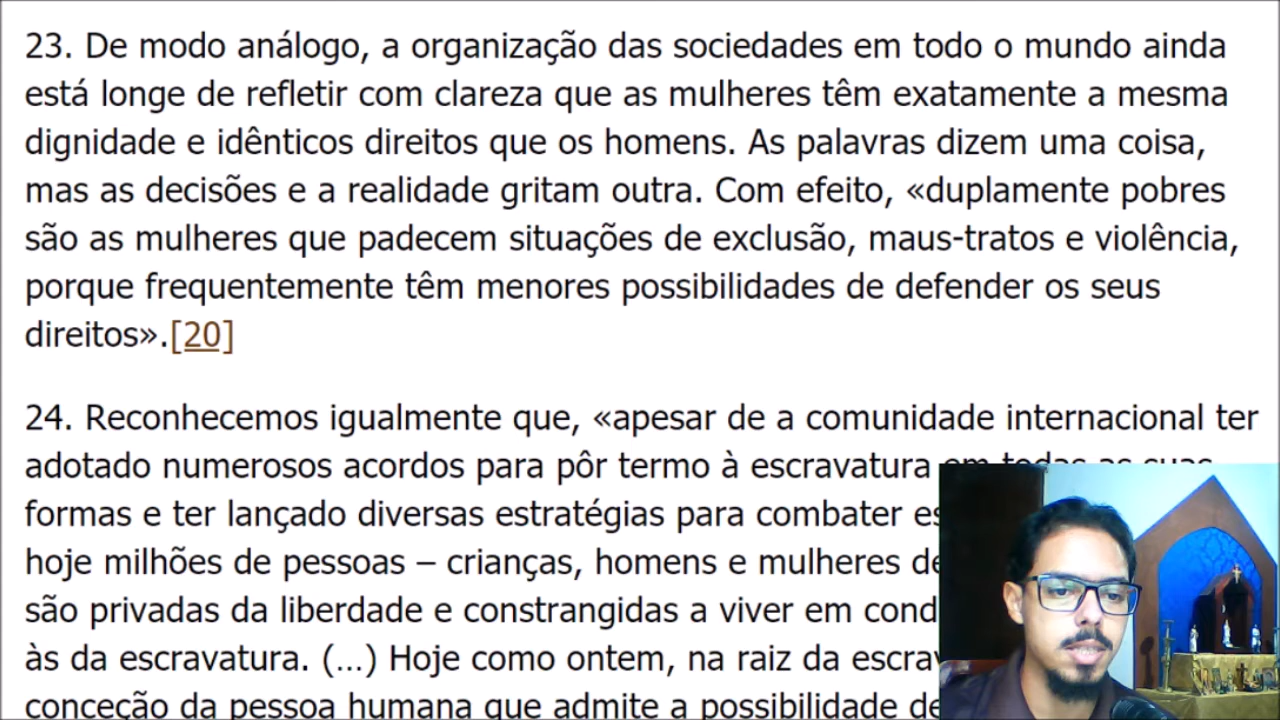 23. De modo análogo, a organização das sociedades em todo o mundo ainda
está longe de refletir com clareza que as mulheres têm exatamente a mesma
dignidade e idênticos direitos que os homens. As palavras dizem uma coisa,
mas as decisões e a realidade gritam outra. Com efeito, «duplamente pobres
são as mulheres que padecem situações de exclusão, maus-tratos e violência,
porque frequentemente têm menores possibilidades de defender os seus
direitos».[20]
24. Reconhecemos igualmente que, «apesar de a comunidade internacional ter
adotado numerosos acordos para pôr termo à escravatura em todas as suas
formas e ter lançado diversas estratégias para combater
hoje milhões de pessoas – crianças, homens e mulheres
são privadas da liberdade e constrangidas a viver em
às da escravatura. (…) Hoje como ontem, na raiz da
conceção da pessoa humana que admite a possibilidade